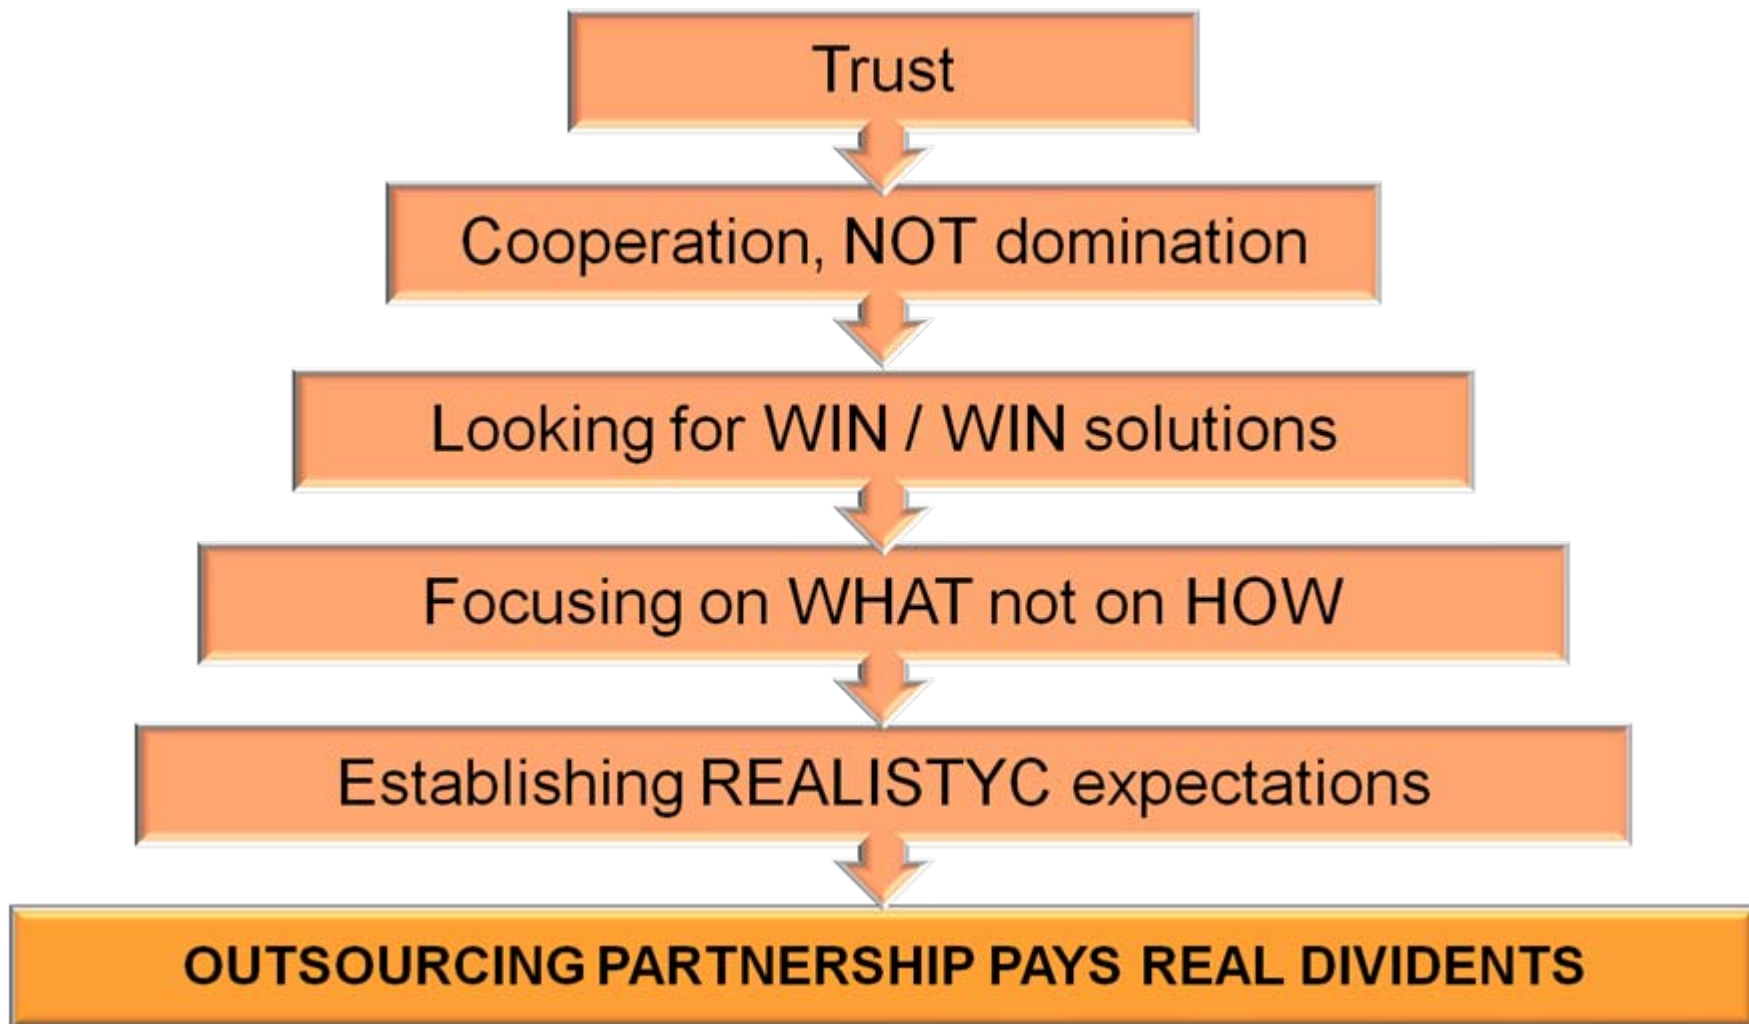 Trust
Cooperation, NOT domination
Looking for WIN / WIN solutions
Focusing on WHAT not on HOW
Establishing REALISTYC expectations
OUTSOURCING PARTNERSHIP PAYS REAL DIVIDENTS